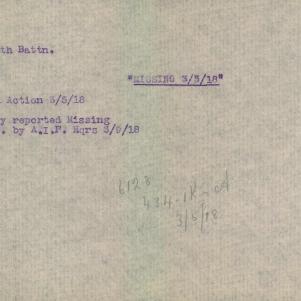 th Battn.
"MISSING 3/5/18"
Action 3/5/18
y reported Missing
. by A.I.F. Hqrs 3/9/18
6128
3/5/18